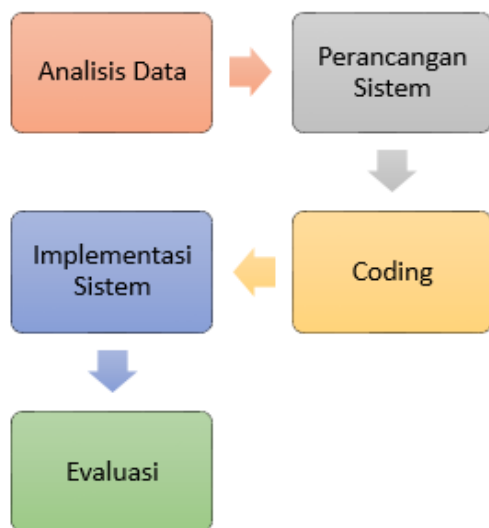 Analisis Data
Perancangan
Sistem
Coding
Implementasi
Sistem
Evaluasi